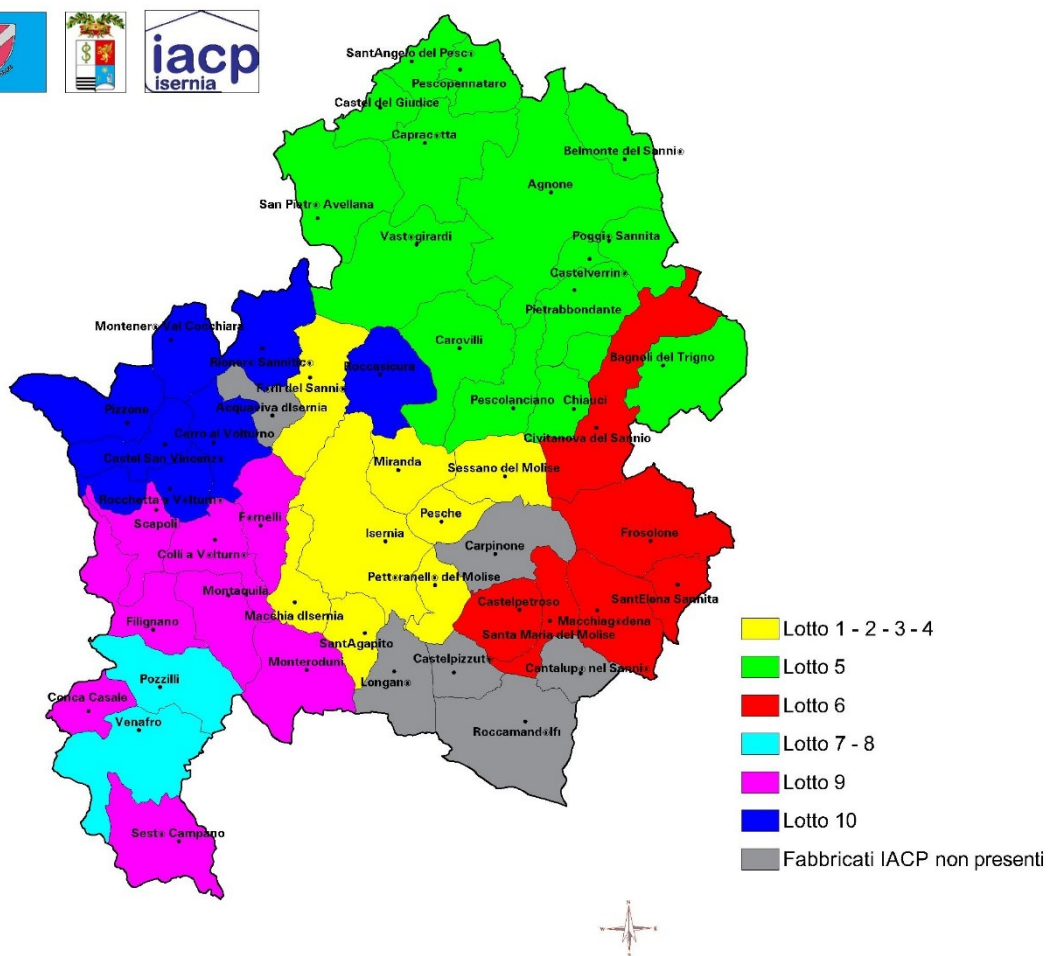 iacp
isernia
SantAngelo del Pesco
Pescopennataro
Castel del Giudice
Capracotta
Belmonte del Sannio
Agnone
San Pietro Avellana
Vastogirardi
Poggio Sannita
Castelverrino
Pietrabbondante
Montenero Val Cocchiara
Rionero Sannitico
Carovilli
Bagnoli del Trigno
Roccasicura
Forli del Sannio
Acquaviva dIsernia
Pizzone
Pescolanciano
Chiauci
Cerro al Volturno
Civitanova del Sannio
Castel San Vincenzo
Miranda
Sessano del Molise
Rocchetta a Volturno
Scapoli
Fornelli
Pesche
Isernia
Frosolone
Colli a Volturno
Carpinone
Pettoranello del Molise
Montaquila
SantElena Sannita
Macchia dIsernia
Castelpetroso
Macchiagodena
Filignano
SantAgapito
Santa Maria del Molise
Monteroduni
Castelpizzuto
Cantalupo nel Sannio
Longano
Pozzilli
Conca Casale
Venafro
Roccamandolfi
Sesto Campano
Lotto 1 - 2 - 3 - 4
Lotto 5
Lotto 6
Lotto 7 - 8
Lotto 9
Lotto 10
Fabbricati IACP non presenti